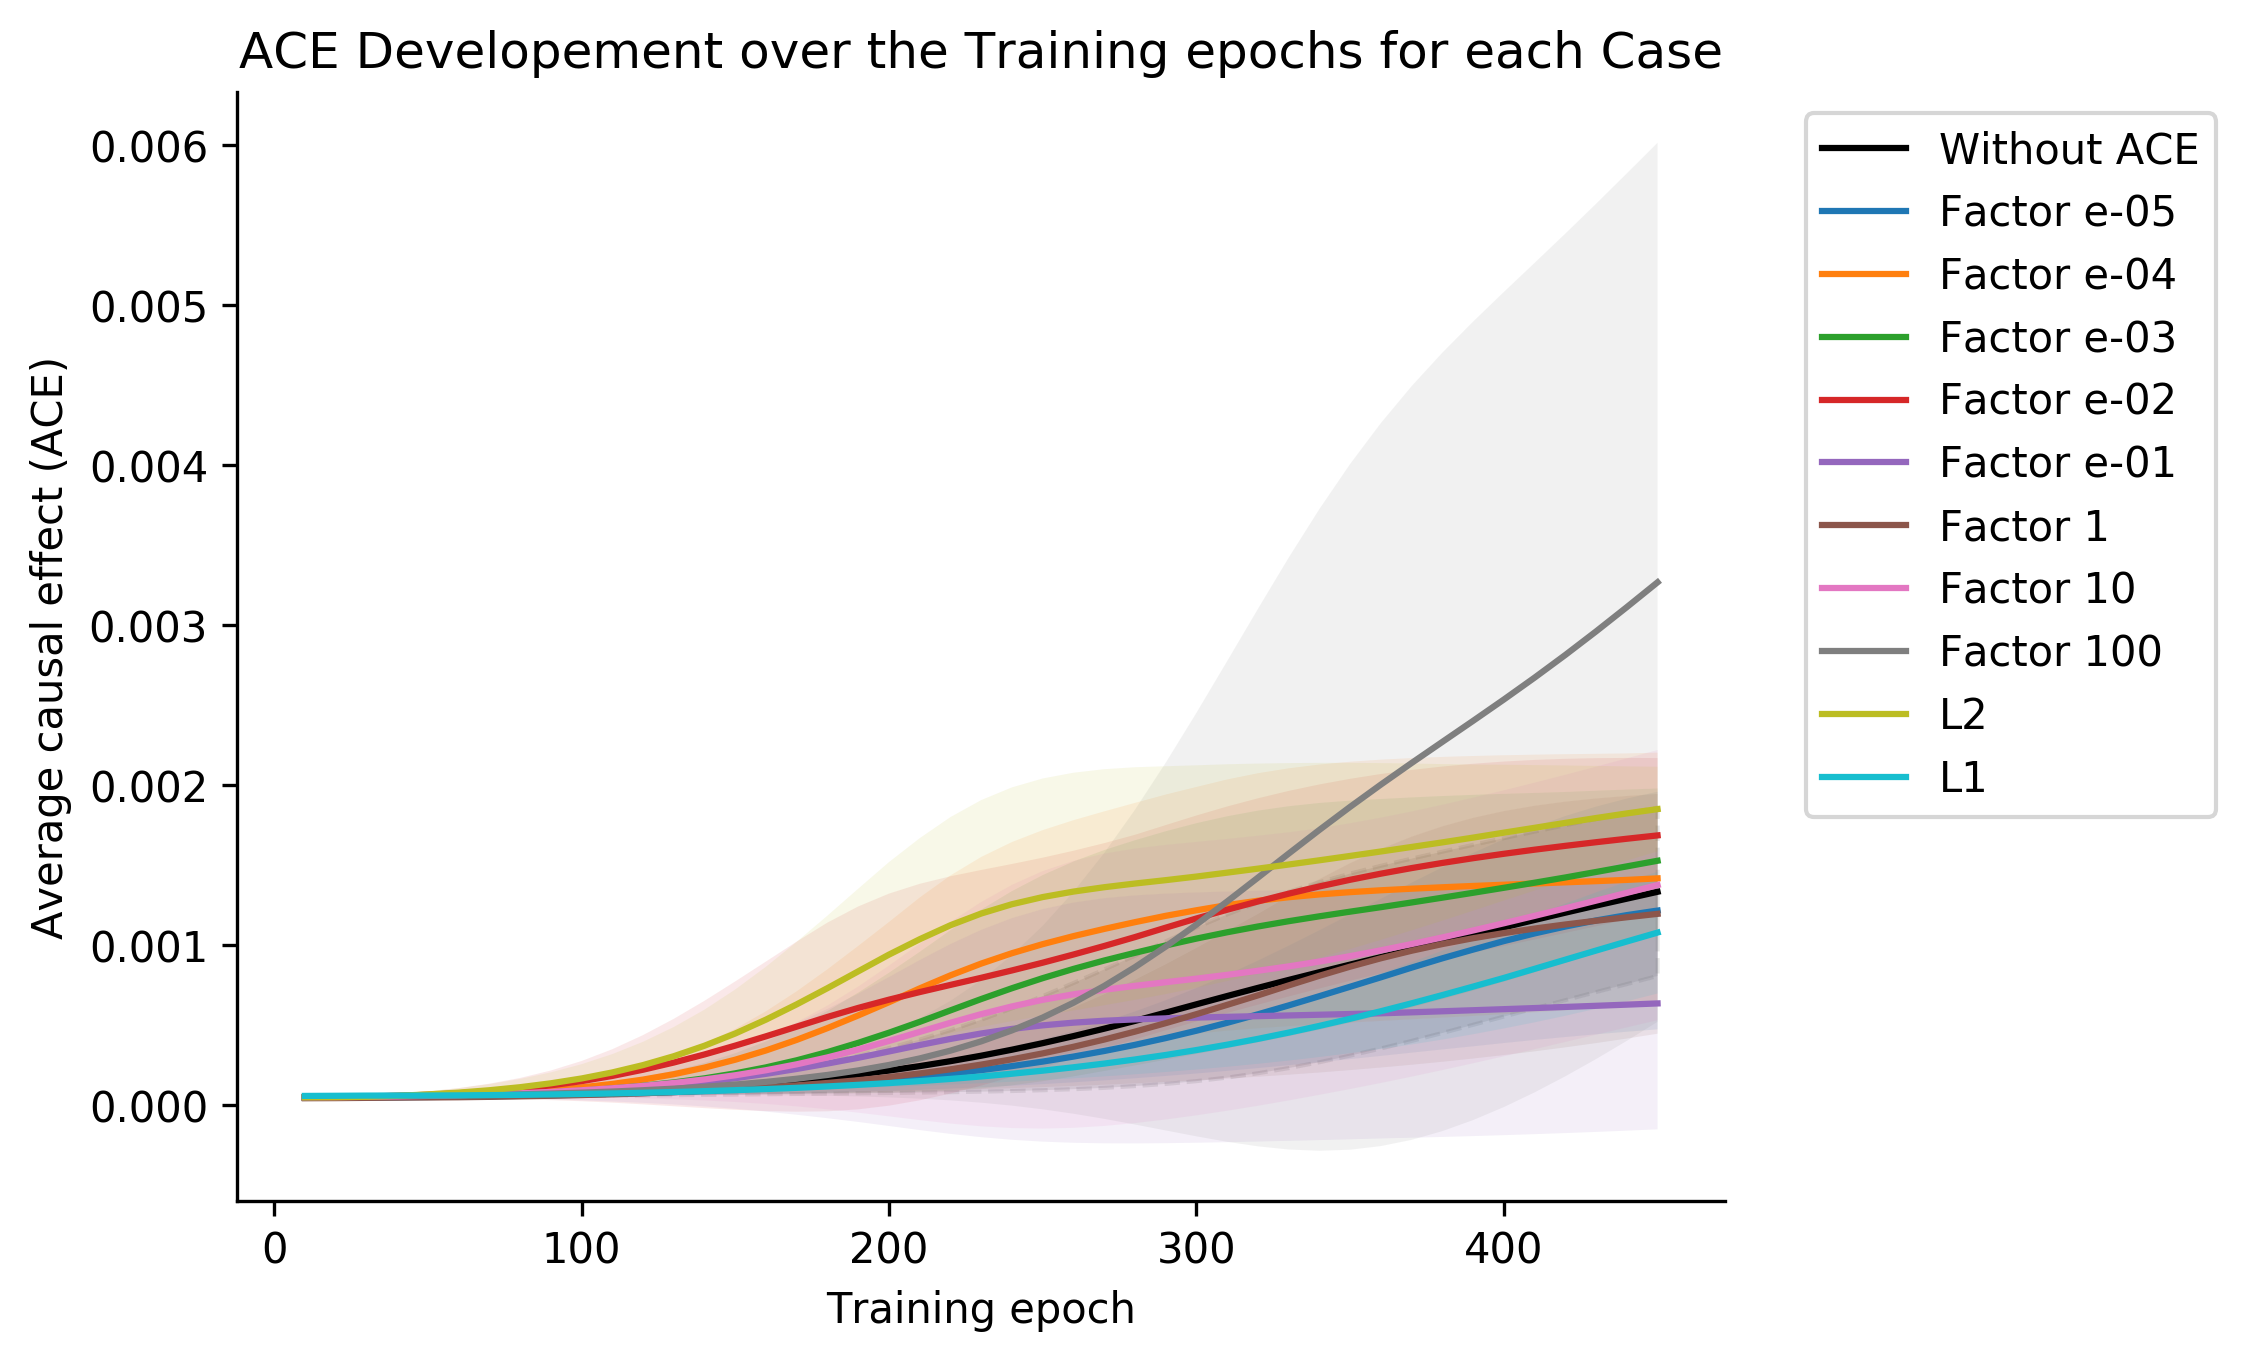 ACE Developement over the Training epochs for each Case
0.006
0.005
0.004
0.003
0.002
0.001
0.000
Average causal effect (ACE)
0 100 200 300 400
Training epoch
Without ACE
Factor e-05
Factor e-04
Factor e-03
Factor e-02
Factor e-01
Factor 1
Factor 10
Factor 100
L2
L1